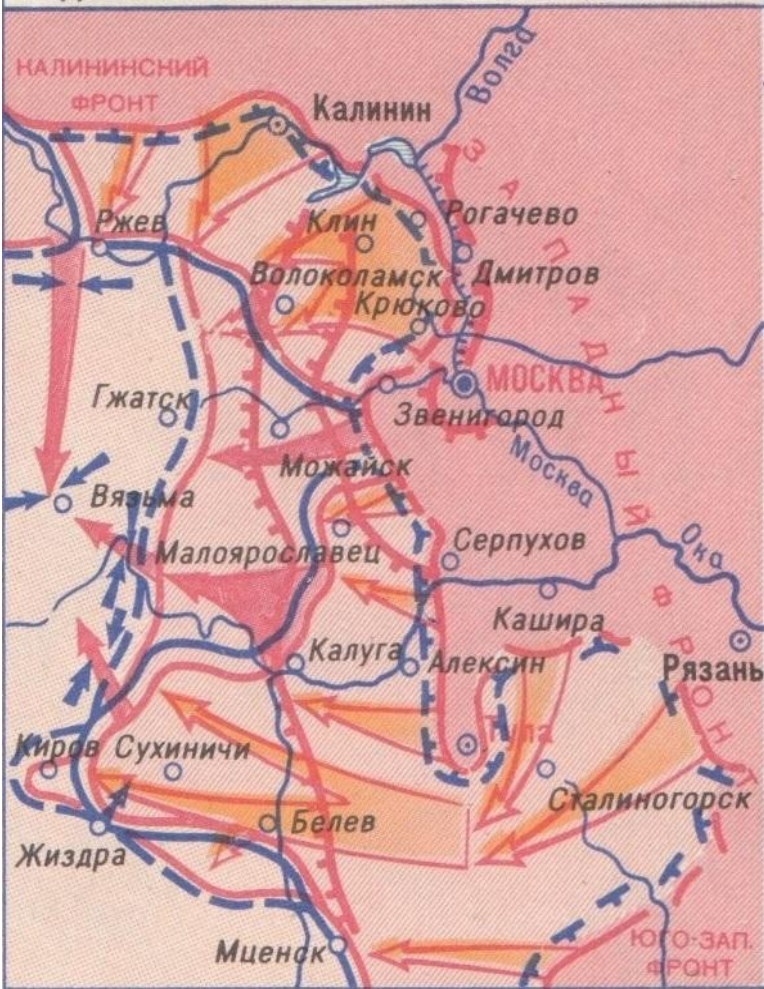 КАЛИНИНСКИЙ
ФРОНТ
Калинин
Волга
ЗАПАДНЫЙ ФРОНТ
Ржев
Клин
Рогачево
Волоколамск
Дмитров
Крюково
МОСКВА
Гжатск
Звенигород
Можайск
Москва
Вязьма
Малоярославец
Серпухов
Ока
Кашира
Калуга
Алексин
Рязань
Тула
Киров
Сухиничи
Сталиногорск
Белев
Жиздра
Мценск
ЮГО-ЗАП.
ФРОНТ